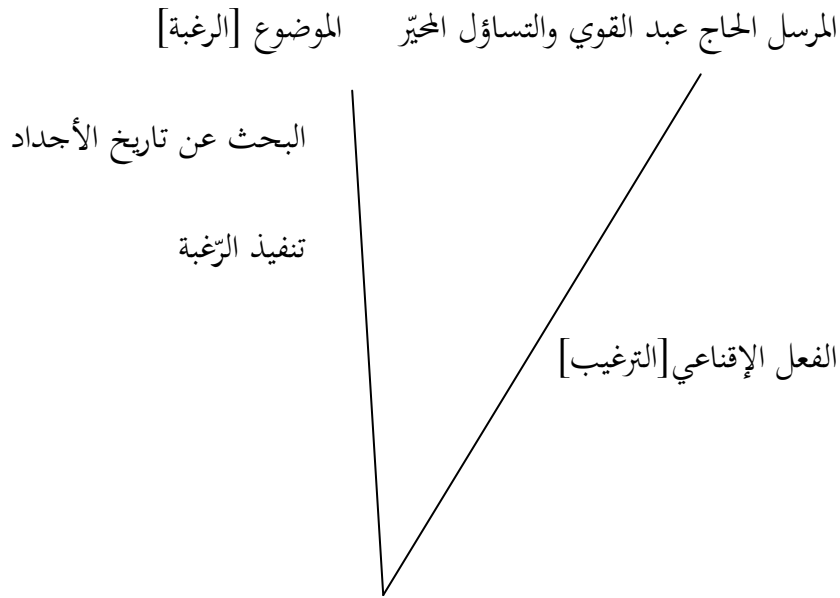 المرسل الحاج عبد القوي والتساؤل المحيّر الموضوع [الرغبة]
البحث عن تاريخ الأجداد
تنفيذ الرّغبة
الفعل الإقناعي[الترغيب]